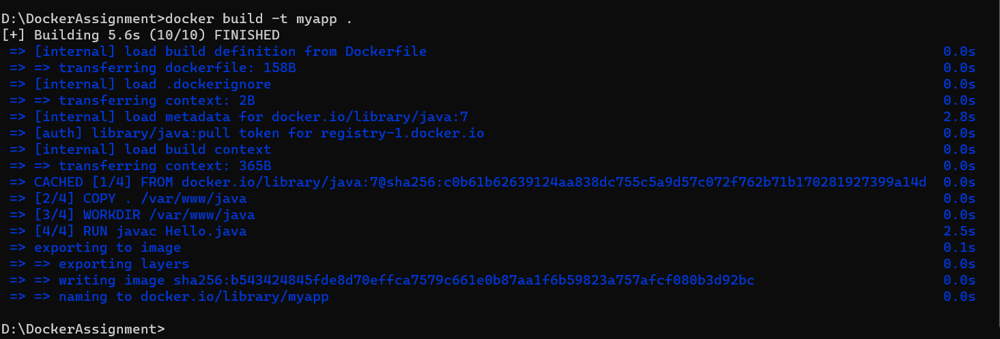 D:\DockerAssignment>docker build -t myapp .
[+] Building 5.6s (10/10) FINISHED
=> [internal] load build definition from Dockerfile 0.0s
=> => transferring dockerfile: 158B 0.0s
=> [internal] load .dockerignore 0.0s
=> => transferring context: 2B 0.0s
=> [internal] load metadata for docker.io/library/java:7 2.8s
=> [auth] library/java:pull token for registry-1.docker.io 0.0s
=> [internal] load build context 0.0s
=> => transferring context: 365B 0.0s
=> CACHED [1/4] FROM docker.io/library/java:7@sha256:c0b61b62639124aa838dc755c5a9d57c072f762b71b170281927399a14d 0.0s
=> [2/4] COPY . /var/www/java 0.0s
=> [3/4] WORKDIR /var/www/java 0.0s
=> [4/4] RUN javac Hello.java 2.5s
=> exporting to image 0.1s
=> => exporting layers 0.0s
=> => writing image sha256:b543424845fde8d70effca7579c661e0b87aa1f6b59823a757afcf080b3d92bc 0.0s
=> => naming to docker.io/library/myapp 0.0s
D:\DockerAssignment>